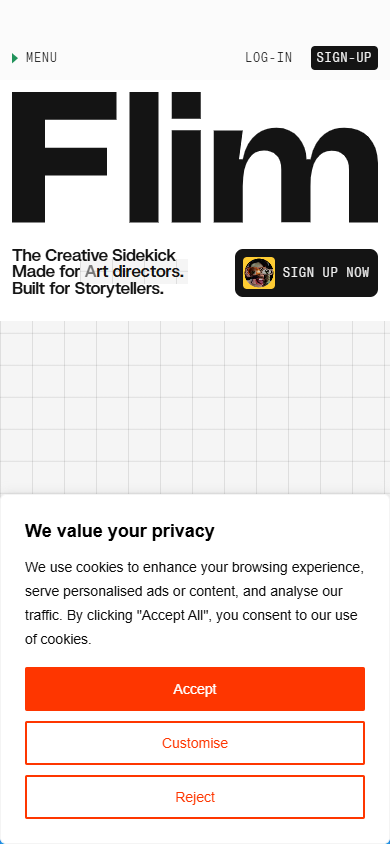 MENU
LOG-IN
SIGN-UP
Flim
The Creative Sidekick
Made for Art directors.
Built for Storytellers.
SIGN UP NOW
We value your privacy
We use cookies to enhance your browsing experience,
serve personalised ads or content, and analyse our
traffic. By clicking "Accept All", you consent to our use
of cookies.
Accept
Customise
Reject